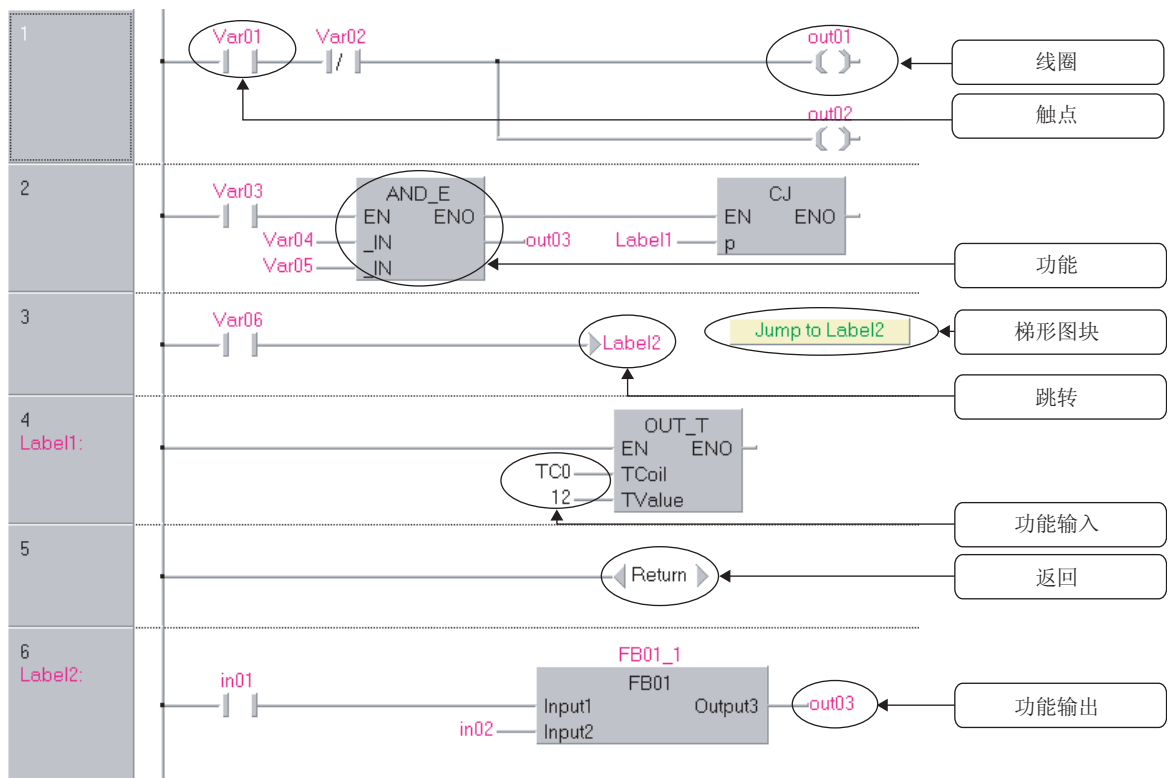 1
Var01
Var02
out01
线圈
触点
out02
2
Var03
AND_E
CJ
EN ENO
EN ENO
Var04
_IN
out03
Label1
p
Var05
_IN
功能
3
Var06
Label2
Jump to Label2
梯形图块
跳转
4
Label1:
OUT_T
EN ENO
TC0
TCoil
12
TValue
功能输入
5
Return
返回
6
Label2:
FB01_1
FB01
in01
Input1 Output3
out03
功能输出
in02
Input2